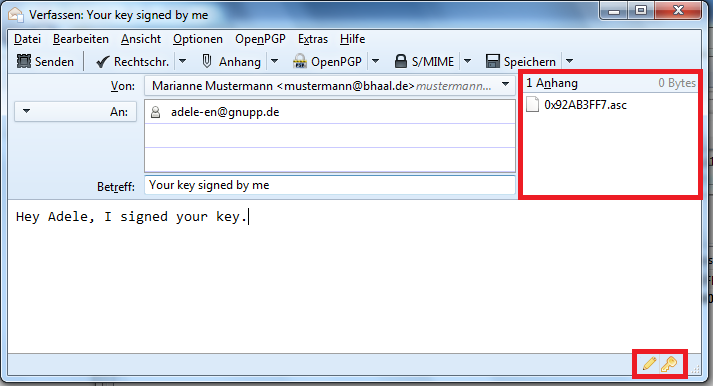 Verfassen: Your key signed by me
Datei Bearbeiten Ansicht Optionen OpenPGP Extras Hilfe
Senden Rechtschr. Anhang OpenPGP S/MIME Speichern
Von: Marianne Mustermann <mustermann@bhaal.de> mustermann...
1 Anhang 0 Bytes
0x92AB3FF7.asc
An: adele-en@gnupp.de
Betreff: Your key signed by me
Hey Adele, I signed your key.